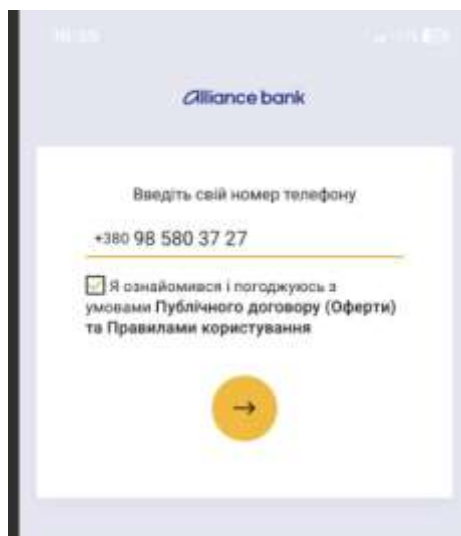 Alliance bank
Введіть свій номер телефону
+380 98 580 37 27
Я ознайомився і погоджуюсь з
умовами Публічного договору (Оферти)
та Правилами користування